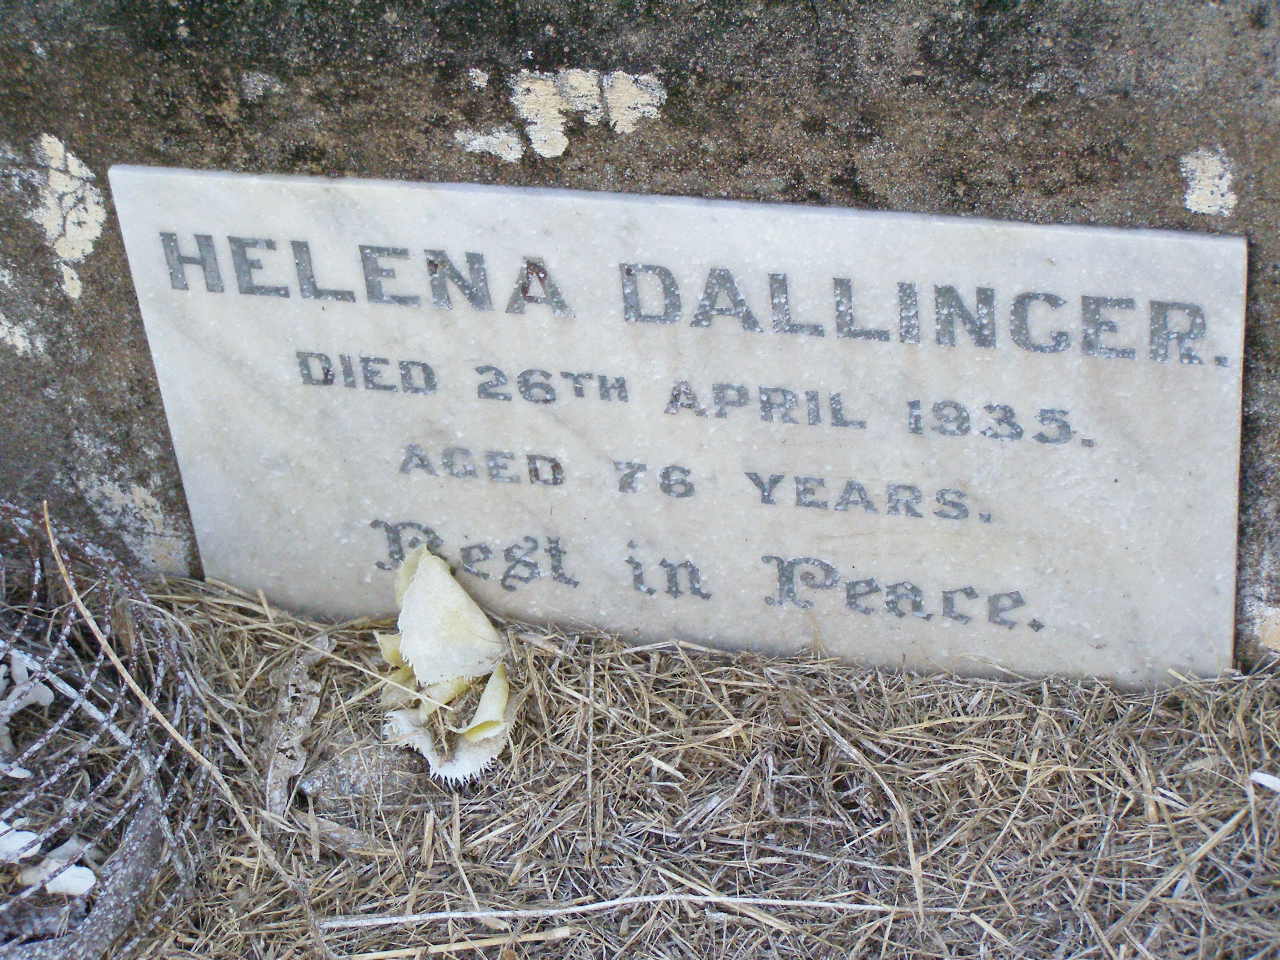 HELENA DALLINGER.
DIED 26TH APRIL 1935.
AGED 76 YEARS.
Rest in Peace.